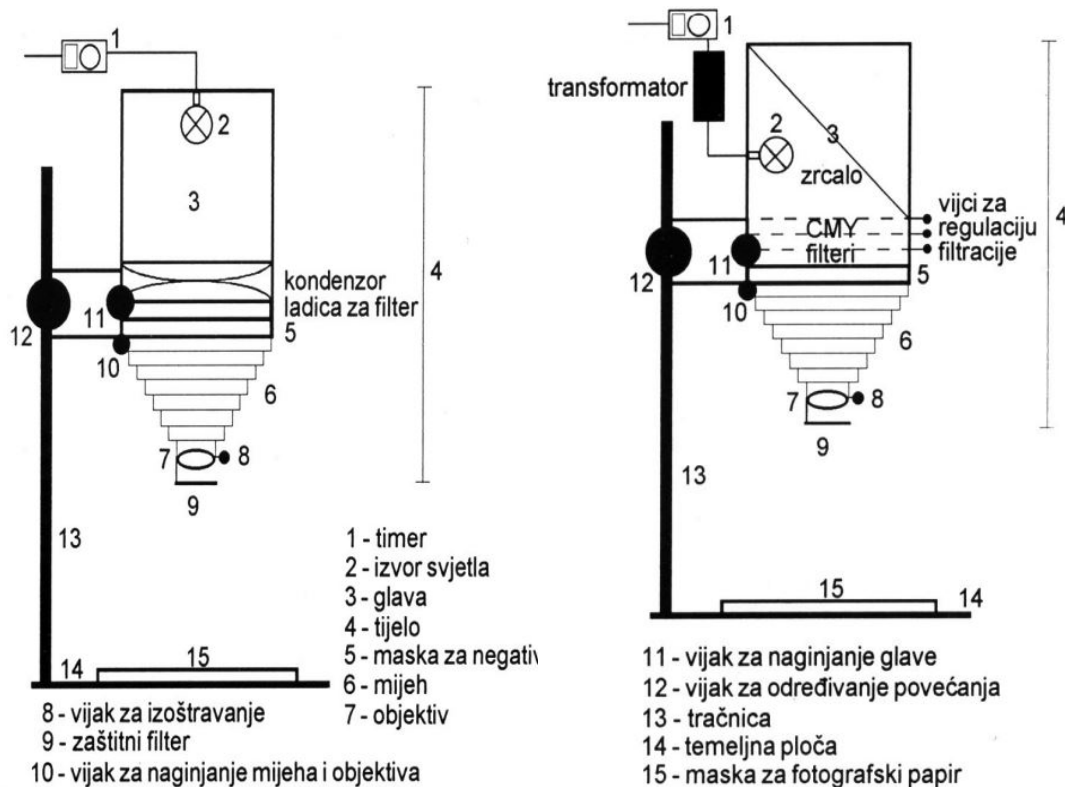 1
2
3
4
kondenzor
ladica za filter
11
5
12
10
6
7
8
9
13
1 - timer
2 - izvor svjetla
3 - glava
4 - tijelo
5 - maska za negativ
6 - mijeh
7 - objektiv
15
14
8 - vijak za izoštravanje
9 - zaštitni filter
10 - vijak za naginjanje mijeha i objektiva
1
transformator
2
3
zrcalo
4
vijci za
CMY
regulaciju
filteri
filtracije
11
5
12
10
6
7
8
9
13
15
14
11 - vijak za naginjanje glave
12 - vijak za određivanje povećanja
13 - tračnica
14 - temeljna ploča
15 - maska za fotografski papir